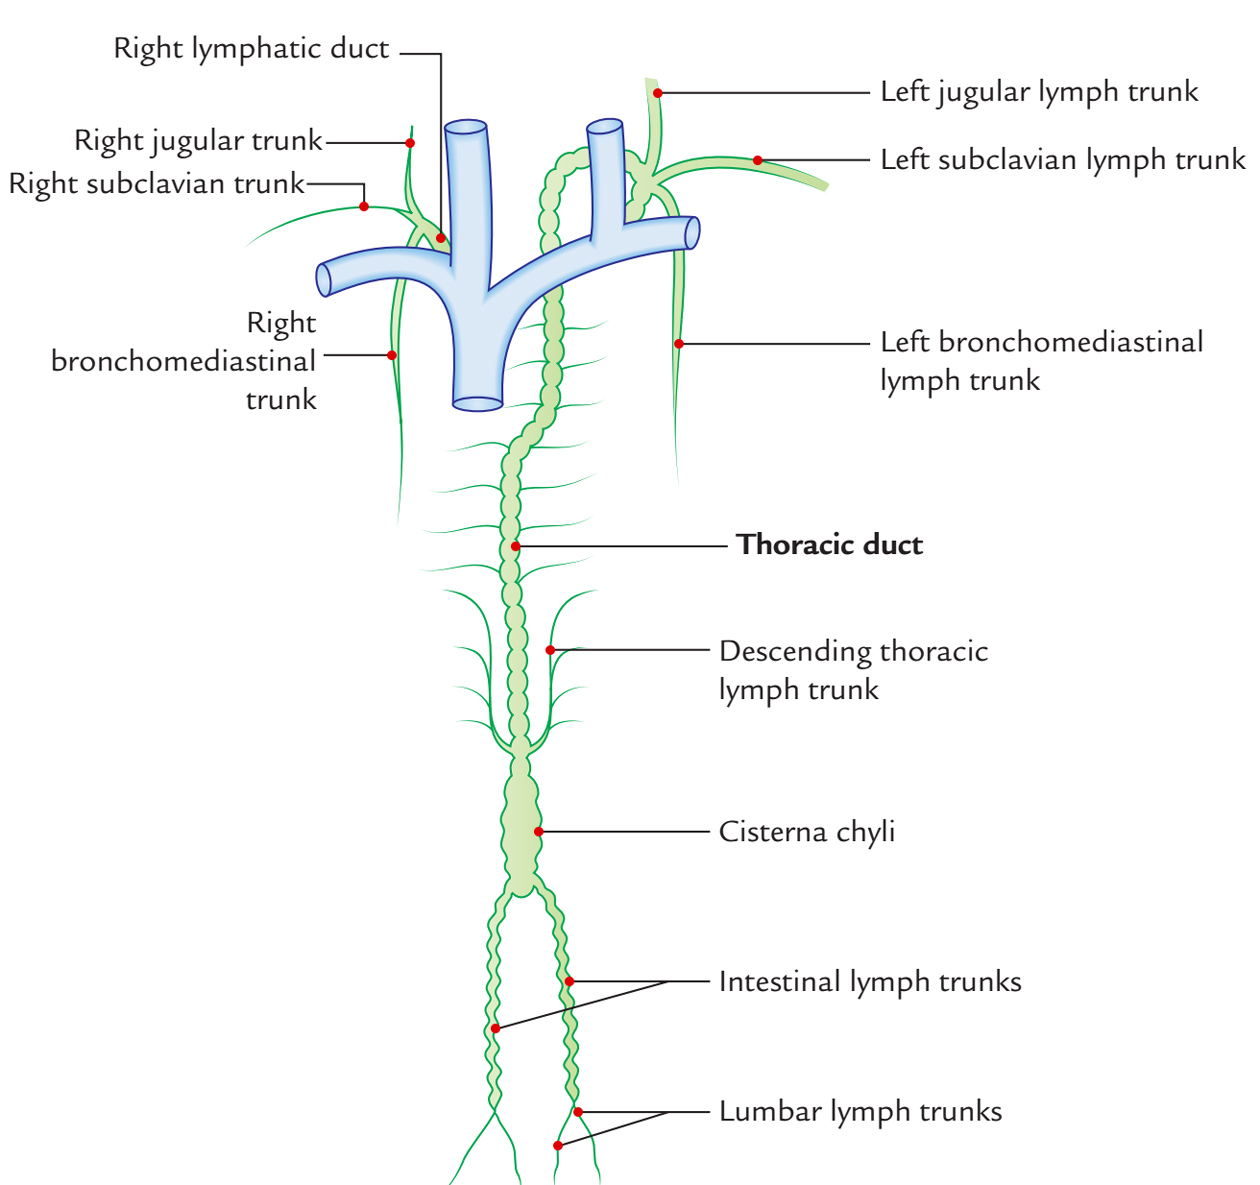 Right lymphatic duct
Right jugular trunk
Right subclavian trunk
Right
bronchomediastinal
trunk
Left jugular lymph trunk
Left subclavian lymph trunk
Left bronchomediastinal
lymph trunk
Thoracic duct
Descending thoracic
lymph trunk
Cisterna chyli
Intestinal lymph trunks
Lumbar lymph trunks